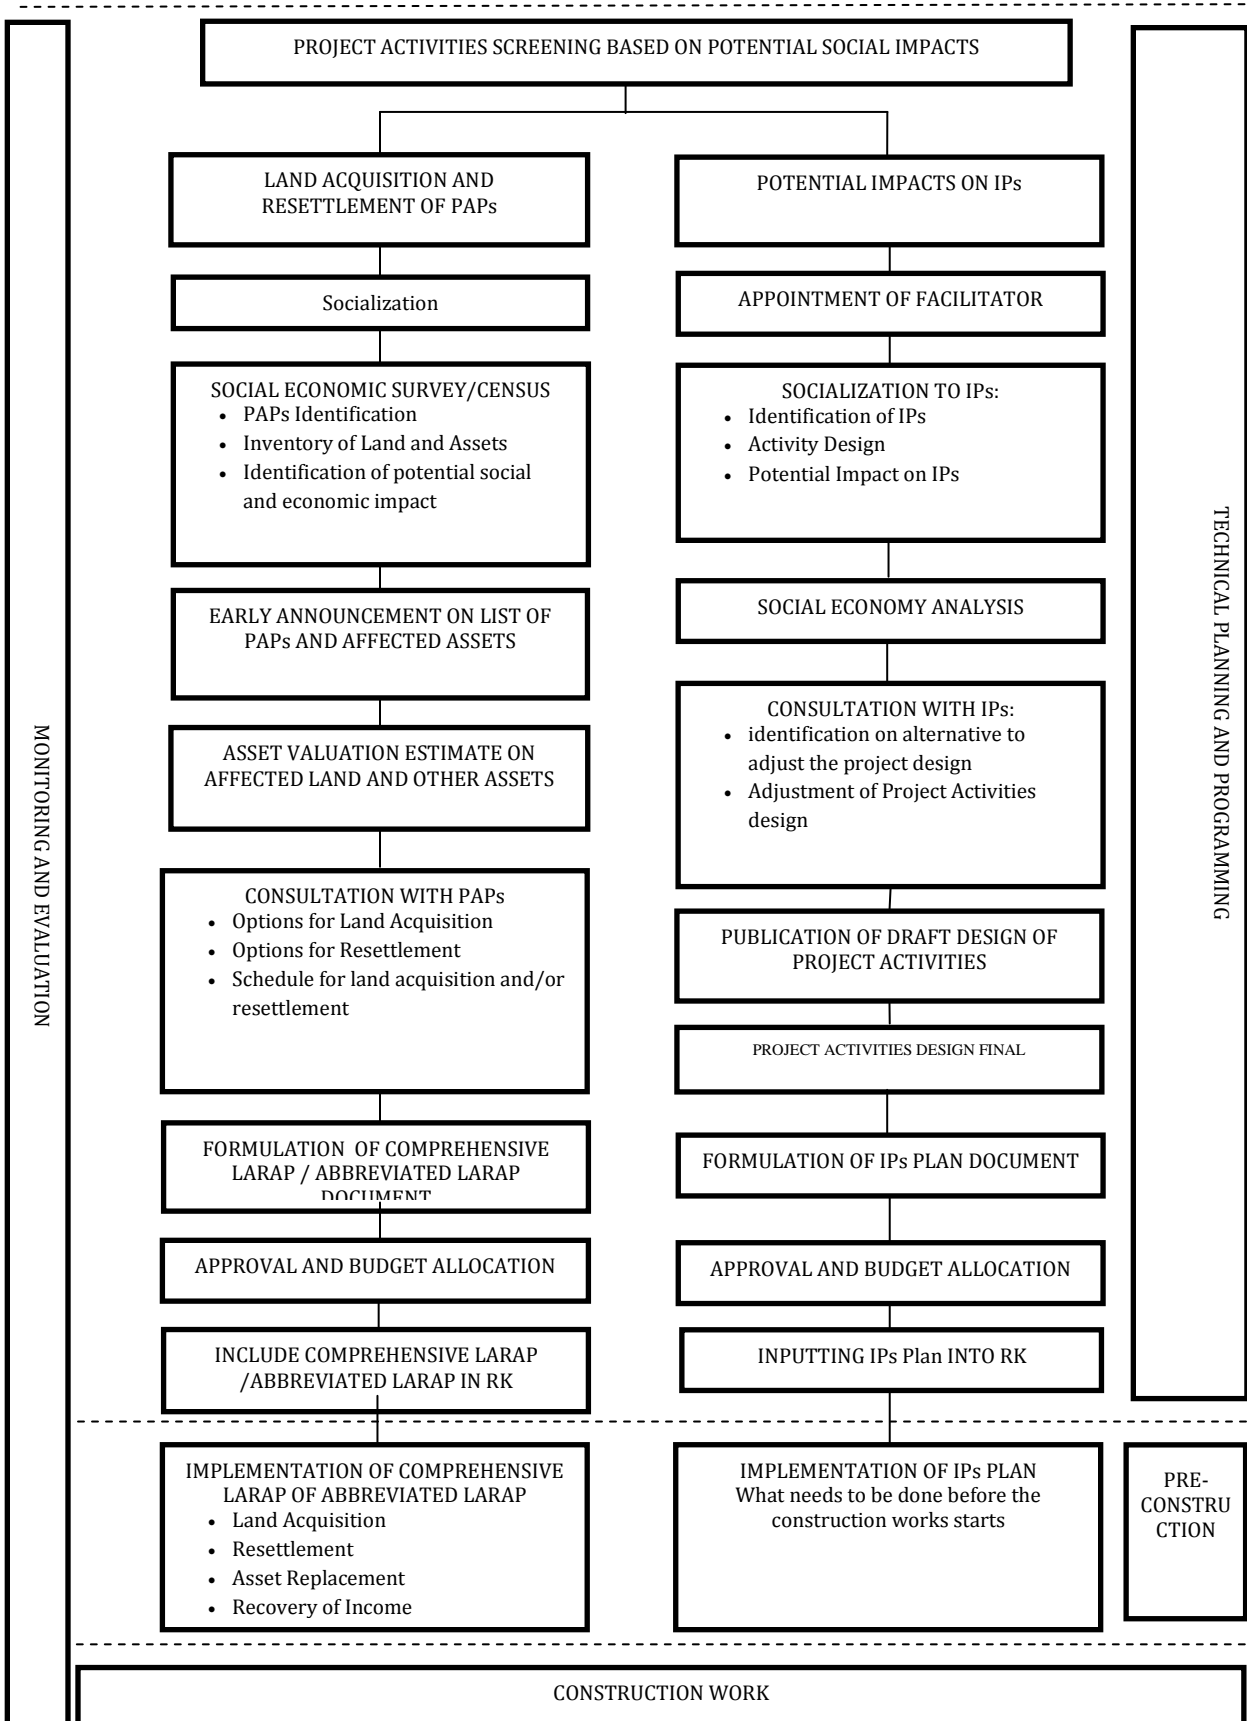 PROJECT ACTIVITIES SCREENING BASED ON POTENTIAL SOCIAL IMPACTS
LAND ACQUISITION AND
RESETTLEMENT OF PAPs
Socialization
SOCIAL ECONOMIC SURVEY/CENSUS
• PAPs Identification
• Inventory of Land and Assets
• Identification of potential social
and economic impact
EARLY ANNOUNCEMENT ON LIST OF
PAPs AND AFFECTED ASSETS
ASSET VALUATION ESTIMATE ON
AFFECTED LAND AND OTHER ASSETS
CONSULTATION WITH PAPs
• Options for Land Acquisition
• Options for Resettlement
• Schedule for land acquisition and/or
resettlement
FORMULATION OF COMPREHENSIVE
LARAP / ABBREVIATED LARAP
DOCUMENT
APPROVAL AND BUDGET ALLOCATION
INCLUDE COMPREHENSIVE LARAP
/ABBREVIATED LARAP IN RK
IMPLEMENTATION OF COMPREHENSIVE
LARAP OF ABBREVIATED LARAP
• Land Acquisition
• Resettlement
• Asset Replacement
• Recovery of Income
POTENTIAL IMPACTS ON IPs
APPOINTMENT OF FACILITATOR
SOCIALIZATION TO IPs:
• Identification of IPs
• Activity Design
• Potential Impact on IPs
SOCIAL ECONOMY ANALYSIS
CONSULTATION WITH IPs:
• identification on alternative to
adjust the project design
• Adjustment of Project Activities
design
PUBLICATION OF DRAFT DESIGN OF
PROJECT ACTIVITIES
PROJECT ACTIVITIES DESIGN FINAL
FORMULATION OF IPs PLAN DOCUMENT
APPROVAL AND BUDGET ALLOCATION
INPUTTING IPs Plan INTO RK
IMPLEMENTATION OF IPs PLAN
What needs to be done before the
construction works starts
MONITORING AND EVALUATION
TECHNICAL PLANNING AND PROGRAMMING
PRE-
CONSTRU
CTION
CONSTRUCTION WORK